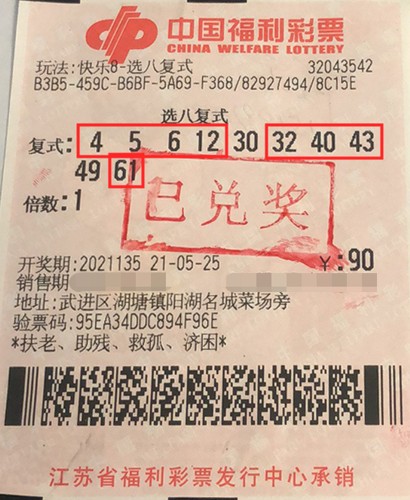 中国福利彩票
CHINA WELFARE LOTTERY
玩法:快乐8-选八复式 32043542
B3B5-459C-B6BF-5A69-F368/82927494/8C15E
选八复式
复式: 4 5 6 12 30 32 40 43
49 61
倍数:1
已兑奖
开奖期:2021135 21-05-25 ￥:90
销售期
地址:武进区湖塘镇阳湖名城菜场旁
验票码:95EA34DDC894F96E
*扶老、助残、救孤、济困*
江苏省福利彩票发行中心承销